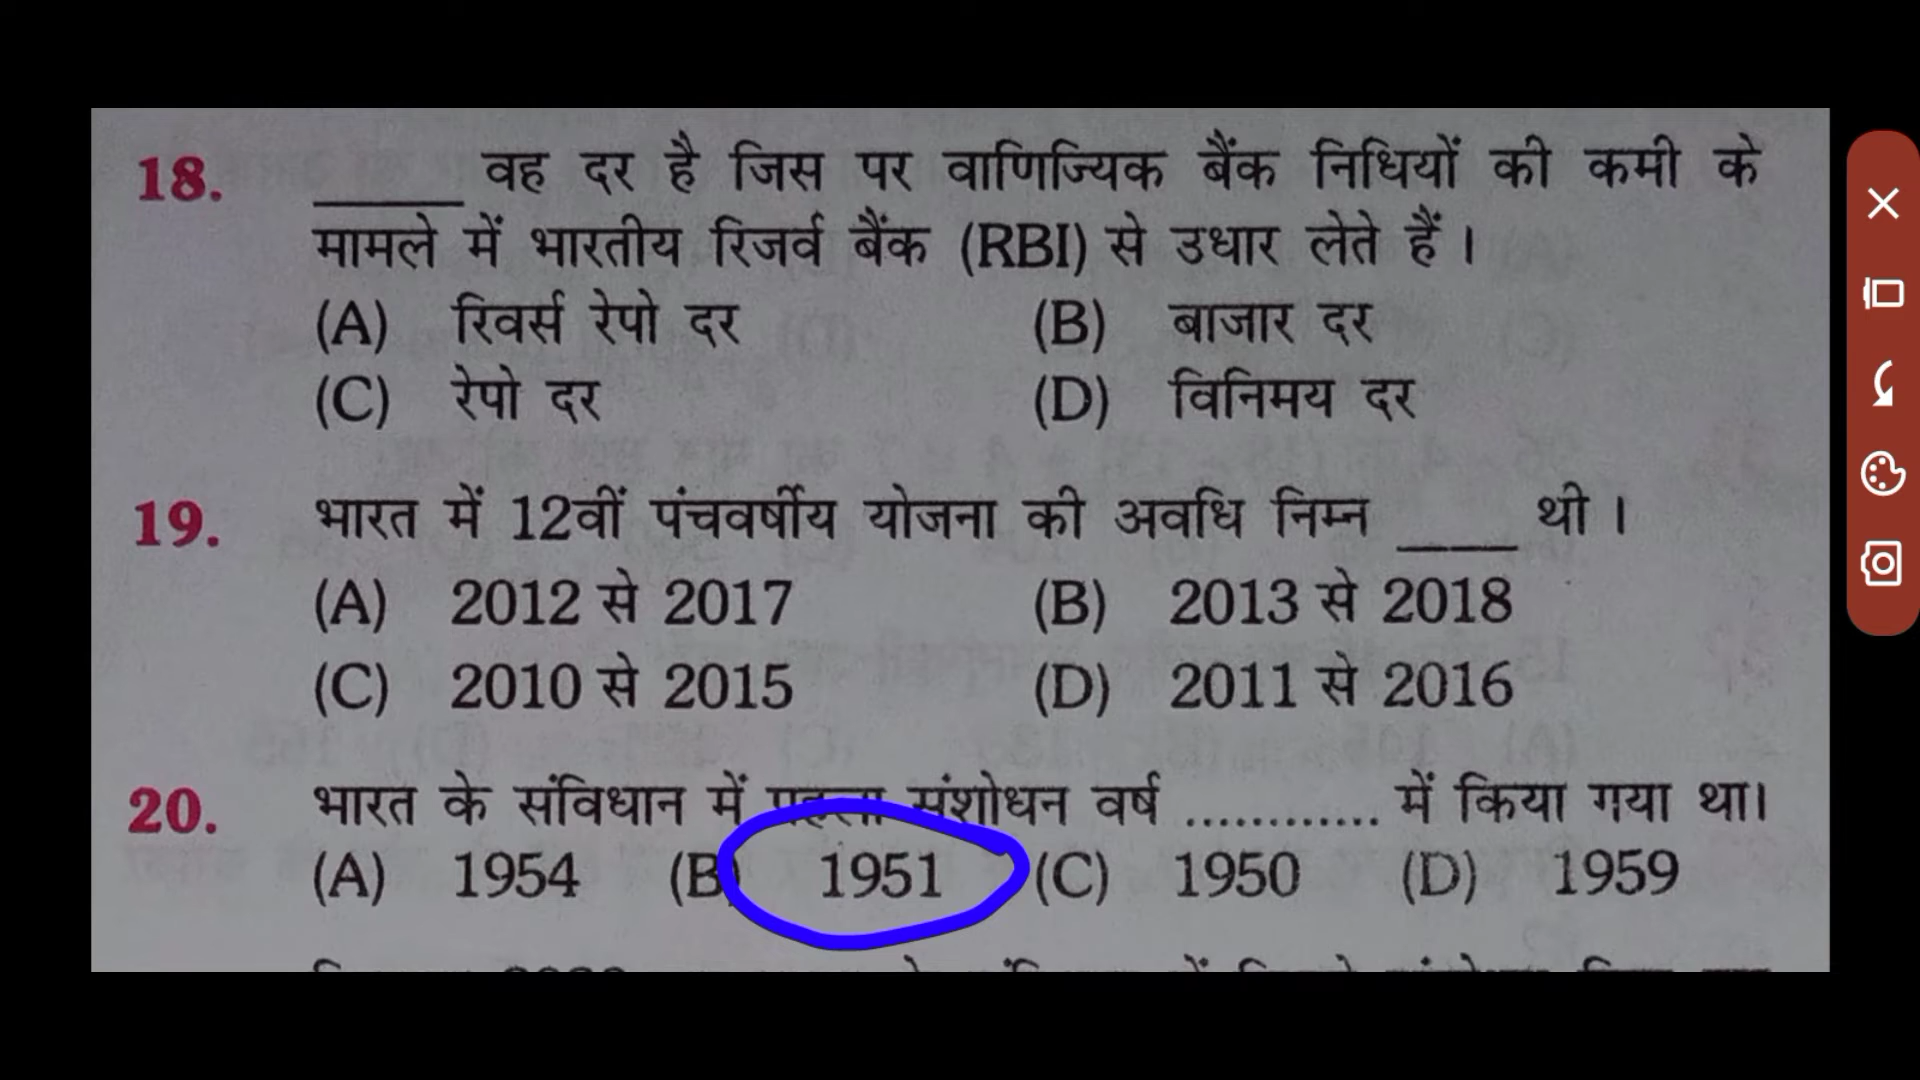 18. _____ वह दर है जिस पर वाणिज्यिक बैंक निधियों की कमी के
मामले में भारतीय रिजर्व बैंक (RBI) से उधार लेते हैं ।
(A) रिवर्स रेपो दर (B) बाजार दर
(C) रेपो दर (D) विनिमय दर
19. भारत में 12वीं पंचवर्षीय योजना की अवधि निम्न ____ थी ।
(A) 2012 से 2017 (B) 2013 से 2018
(C) 2010 से 2015 (D) 2011 से 2016
20. भारत के संविधान में पहला संशोधन वर्ष ............ में किया गया था।
(A) 1954 (B) 1951 (C) 1950 (D) 1959